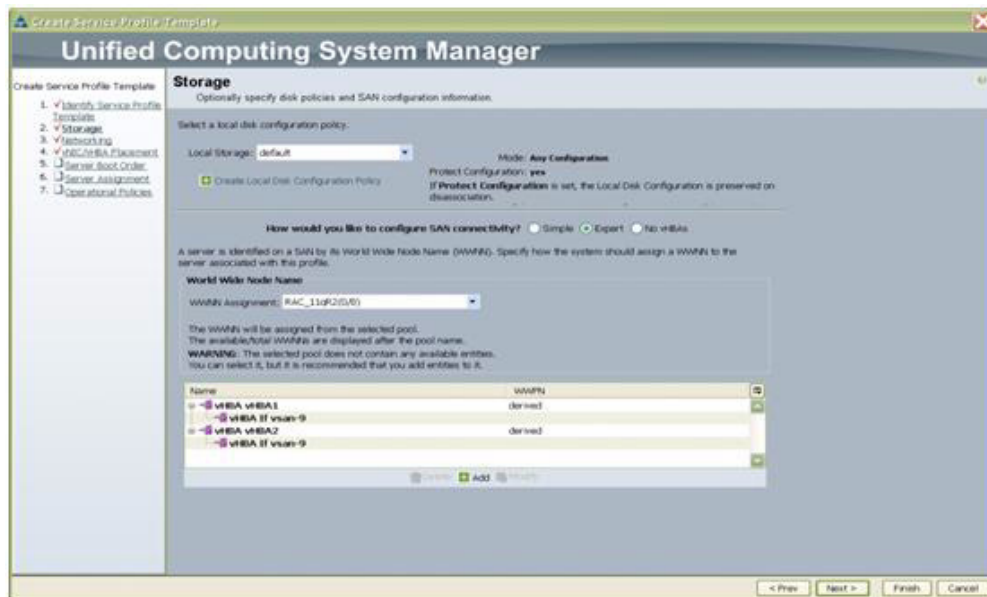 Create Service Profile Template
Unified Computing System Manager
Create Service Profile Template
1. Identify Service Profile
Template
2. Storage
3. Networking
4. vNIC/vHBA Placement
5. Server Boot Order
6. Server Assignment
7. Operational Policies
Storage
Optionally specify disk policies and SAN configuration information.
Select a local disk configuration policy.
Local Storage: default
Create Local Disk Configuration Policy
Mode: Any Configuration
Protect Configuration: yes
If Protect Configuration is set, the Local Disk Configuration is preserved on
disassociation.
How would you like to configure SAN connectivity? Simple Expert No vHBAs
A server is identified on a SAN by its World Wide Node Name (WWNN). Specify how the system should assign a WWNN to the
server associated with this profile.
World Wide Node Name
WWNN Assignment: RAC_11gR2(0/8)
The WWNN will be assigned from the selected pool.
The available/total WWNNs are displayed after the pool name.
WARNING: The selected pool does not contain any available entities.
You can select it, but it is recommended that you add entities to it.
Name WWPN
vHBA vHBA1 derived
vHBA If vsan-9
vHBA vHBA2 derived
vHBA If vsan-9
Delete Add Modify
< Prev Next > Finish Cancel